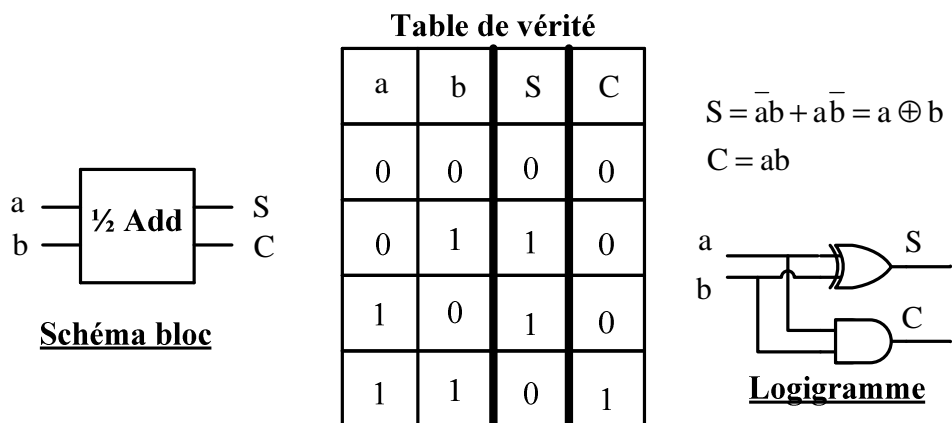 Table de vérité
a b S C
0 0 0 0
0 1 1 0
1 0 1 0
1 1 0 1
a
b
½ Add
S
C
Schéma bloc
S = a̅b + ab̅ = a ⊕ b
C = ab
a
b
S
C
Logigramme